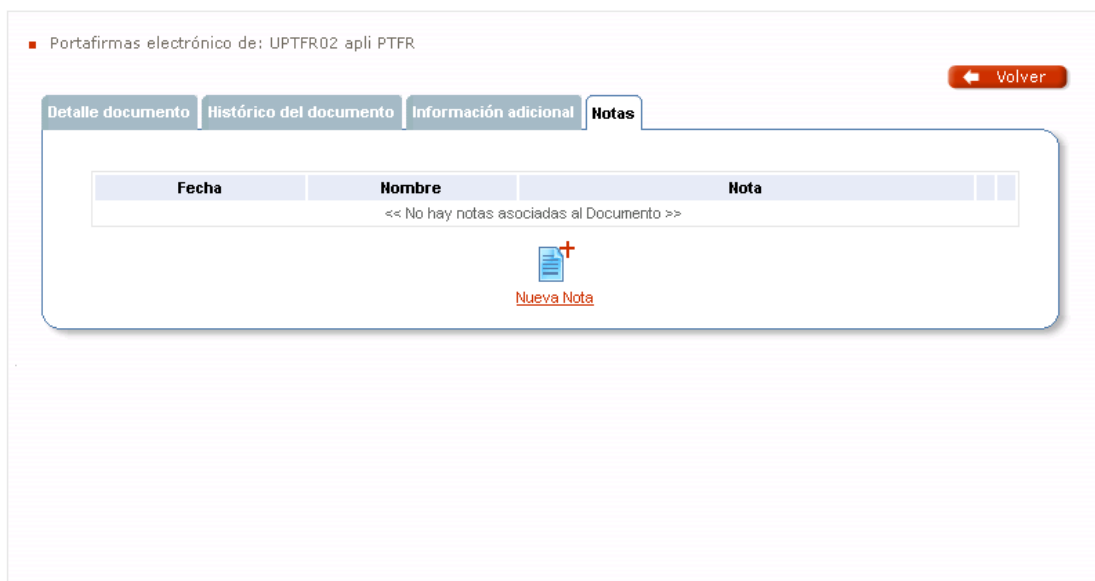 Portafirmas electrónico de: UPTFR02 apli PTFR
Volver
Detalle documento Histórico del documento Información adicional Notas
Fecha Nombre Nota
<< No hay notas asociadas al Documento >>
Nueva Nota